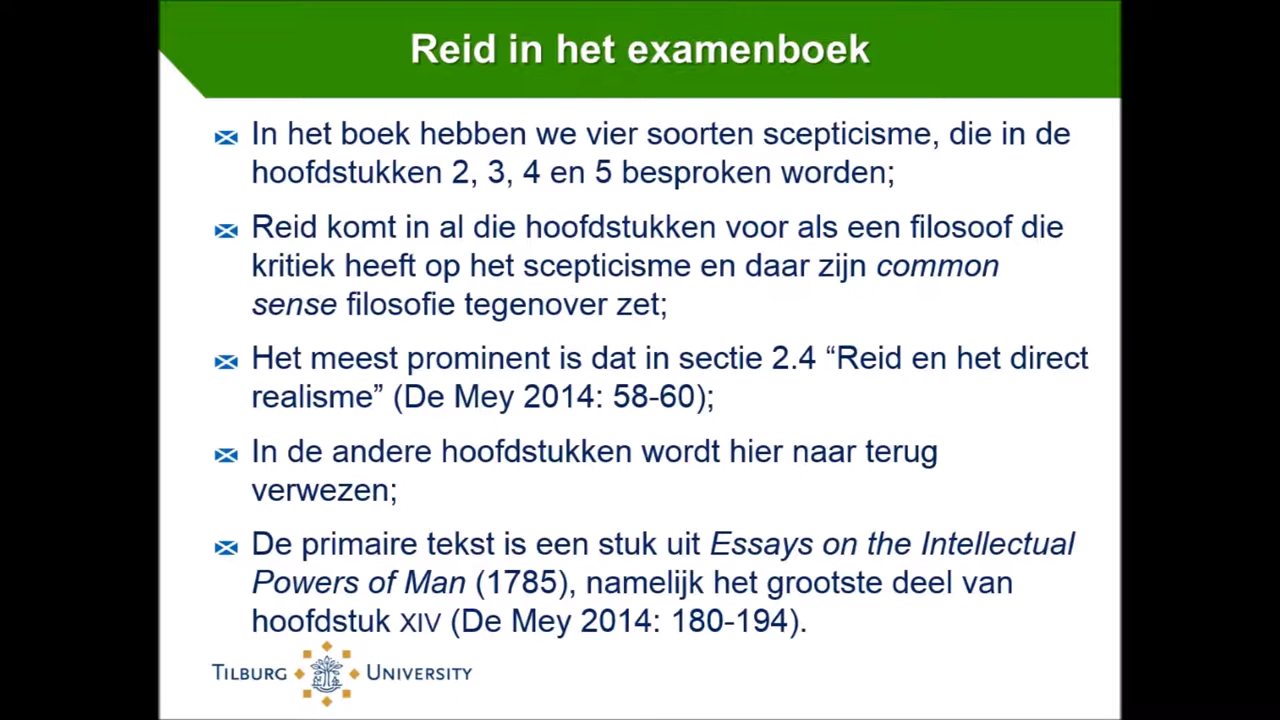 Reid in het examenboek
In het boek hebben we vier soorten scepticisme, die in de
hoofdstukken 2, 3, 4 en 5 besproken worden;
Reid komt in al die hoofdstukken voor als een filosoof die
kritiek heeft op het scepticisme en daar zijn common
sense filosofie tegenover zet;
Het meest prominent is dat in sectie 2.4 “Reid en het direct
realisme” (De Mey 2014: 58-60);
In de andere hoofdstukken wordt hier naar terug
verwezen;
De primaire tekst is een stuk uit Essays on the Intellectual
Powers of Man (1785), namelijk het grootste deel van
hoofdstuk XIV (De Mey 2014: 180-194).
TILBURG UNIVERSITY